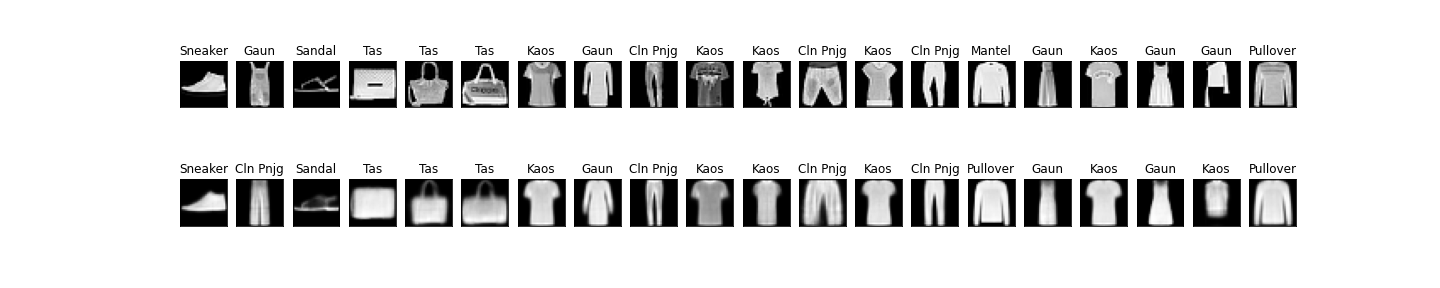 Sneaker Gaun Sandal Tas Tas Tas Kaos Gaun Cln Pnjg Kaos Kaos Cln Pnjg Kaos Cln Pnjg Mantel Gaun Kaos Gaun Gaun Pullover
Sneaker Cln Pnjg Sandal Tas Tas Tas Kaos Gaun Cln Pnjg Kaos Kaos Cln Pnjg Kaos Cln Pnjg Pullover Gaun Kaos Gaun Kaos Pullover